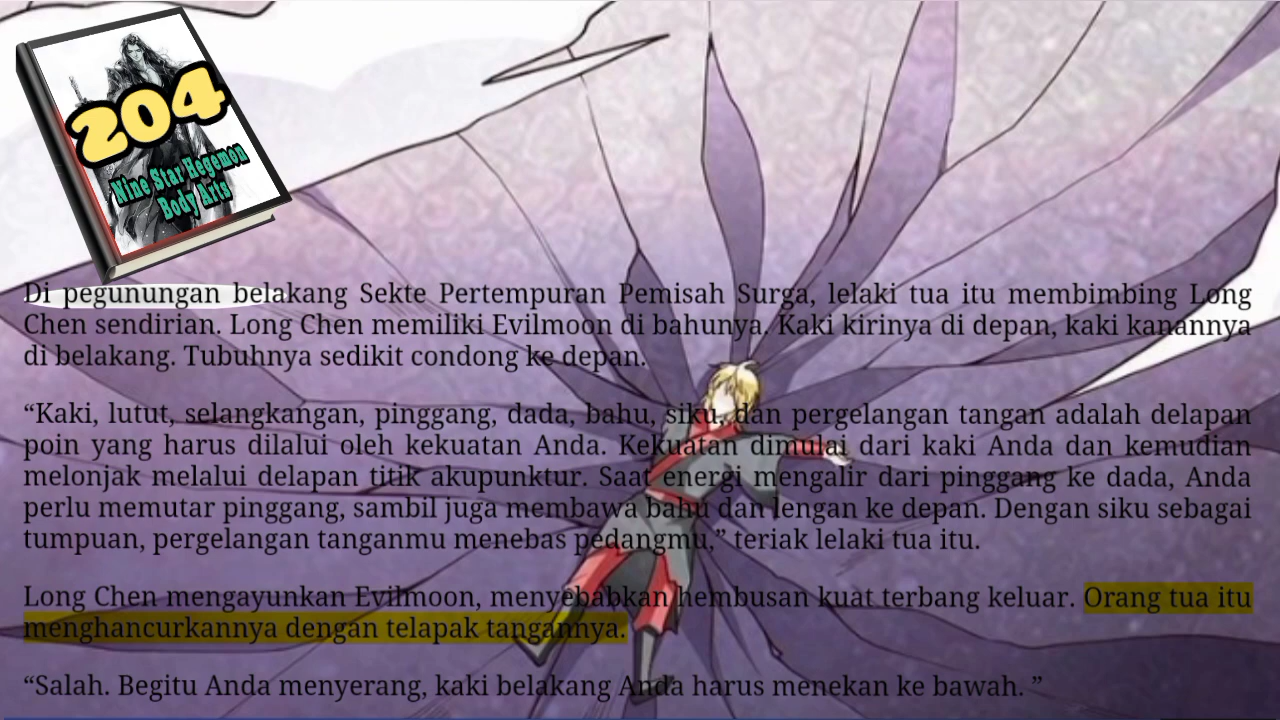 204
Nine Star Hegemon
Body Arts
Di pegunungan belakang Sekte Pertempuran Pemisah Surga, lelaki tua itu membimbing Long
Chen sendirian. Long Chen memiliki Evilmoon di bahunya. Kaki kirinya di depan, kaki kanannya
di belakang. Tubuhnya sedikit condong ke depan.
“Kaki, lutut, selangkangan, pinggang, dada, bahu, siku, dan pergelangan tangan adalah delapan
poin yang harus dilalui oleh kekuatan Anda. Kekuatan dimulai dari kaki Anda dan kemudian
melonjak melalui delapan titik akupunktur. Saat energi mengalir dari pinggang ke dada, Anda
perlu memutar pinggang, sambil juga membawa bahu dan lengan ke depan. Dengan siku sebagai
tumpuan, pergelangan tanganmu menebas pedangmu,” teriak lelaki tua itu.
Long Chen mengayunkan Evilmoon, menyebabkan hembusan kuat terbang keluar. Orang tua itu
menghancurkannya dengan telapak tangannya.
“Salah. Begitu Anda menyerang, kaki belakang Anda harus menekan ke bawah. ”